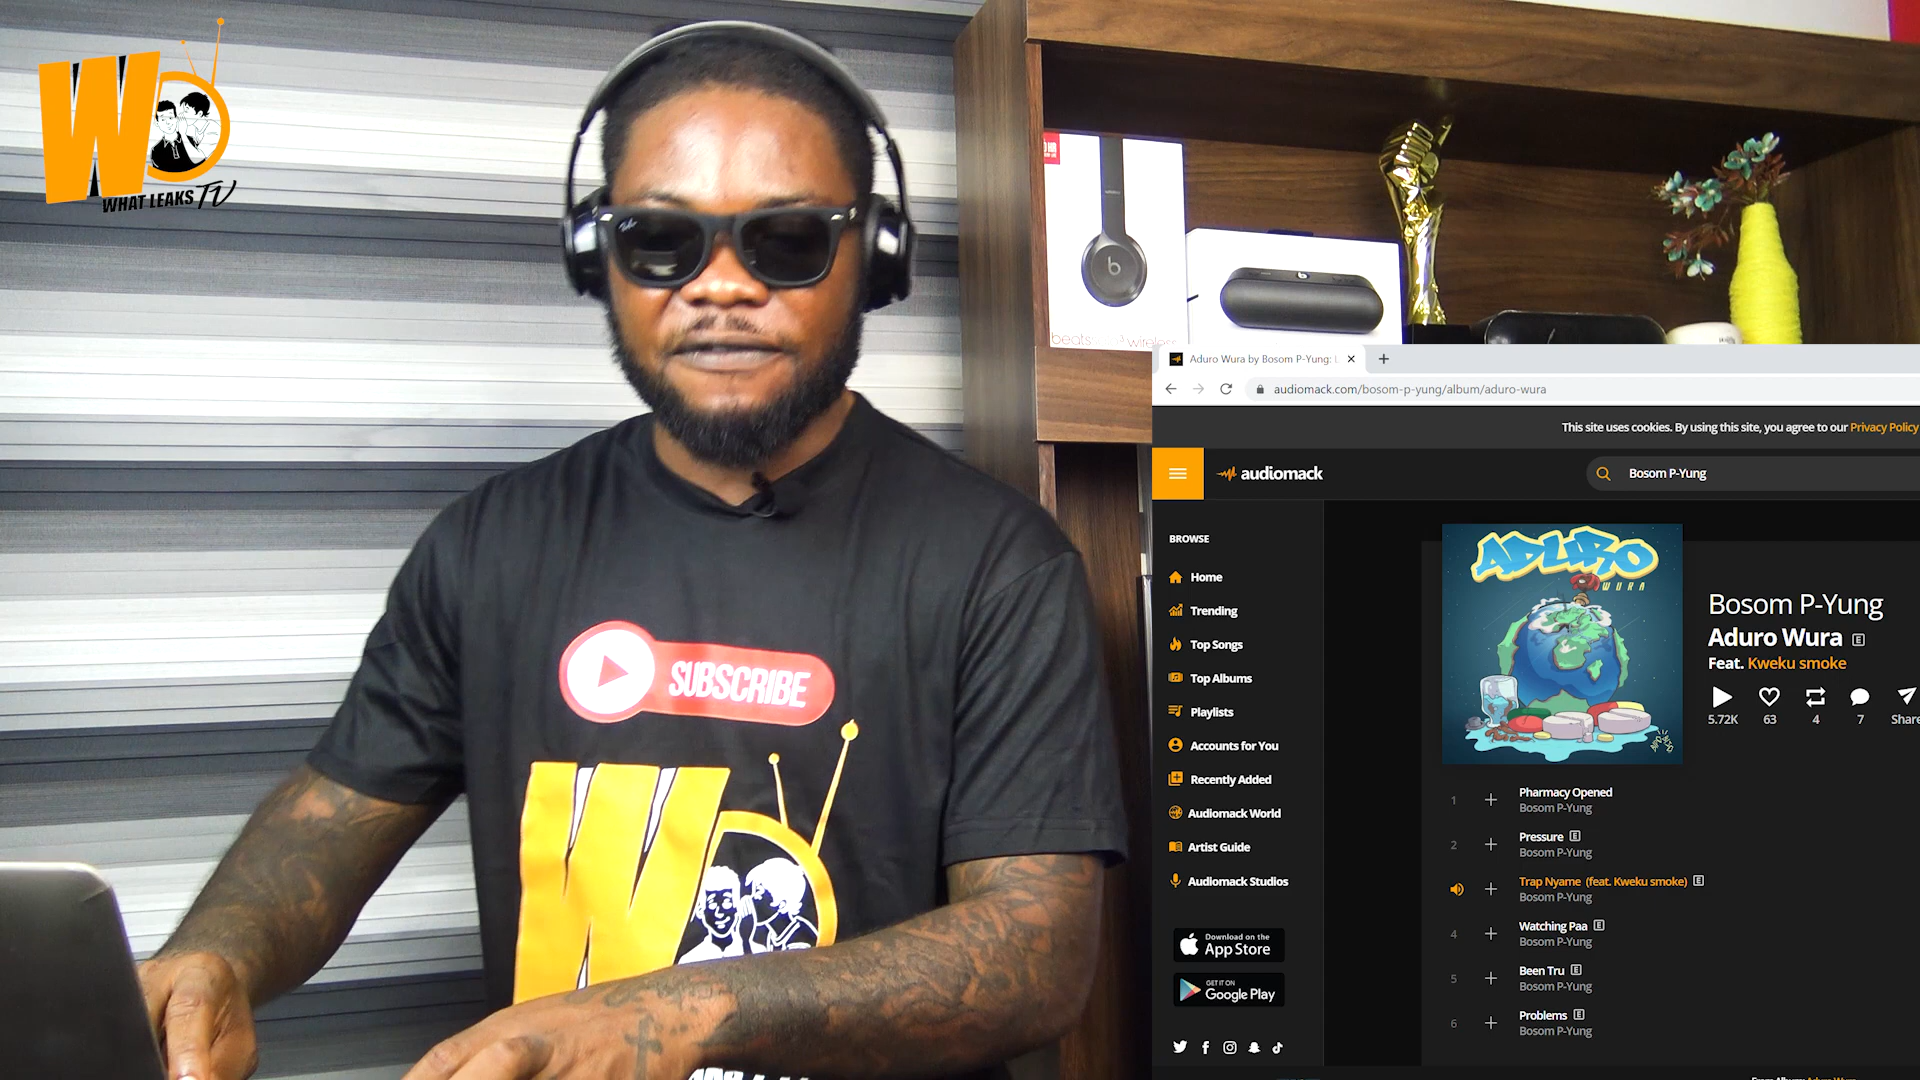 WHAT LEAKS TV
Ray-Ban
beats
wireless
SUBSCRIBE
Aduro Wura by Bosom P-Yung: L
audiomack.com/bosom-p-yung/album/aduro-wura
This site uses cookies. By using this site, you agree to our Privacy Policy
audiomack
Bosom P-Yung
BROWSE
Home
Trending
Top Songs
Top Albums
Playlists
Accounts for You
Recently Added
Audiomack World
Artist Guide
Audiomack Studios
Download on the
App Store
GET IT ON
Google Play
ADURO
WURA
Bosom P-Yung
Aduro Wura E
Feat. Kweku smoke
5.72K 63 4 7 Share
1 Pharmacy Opened
Bosom P-Yung
2 Pressure E
Bosom P-Yung
Trap Nyame (feat. Kweku smoke) E
Bosom P-Yung
4 Watching Paa E
Bosom P-Yung
5 Been Tru E
Bosom P-Yung
6 Problems E
Bosom P-Yung